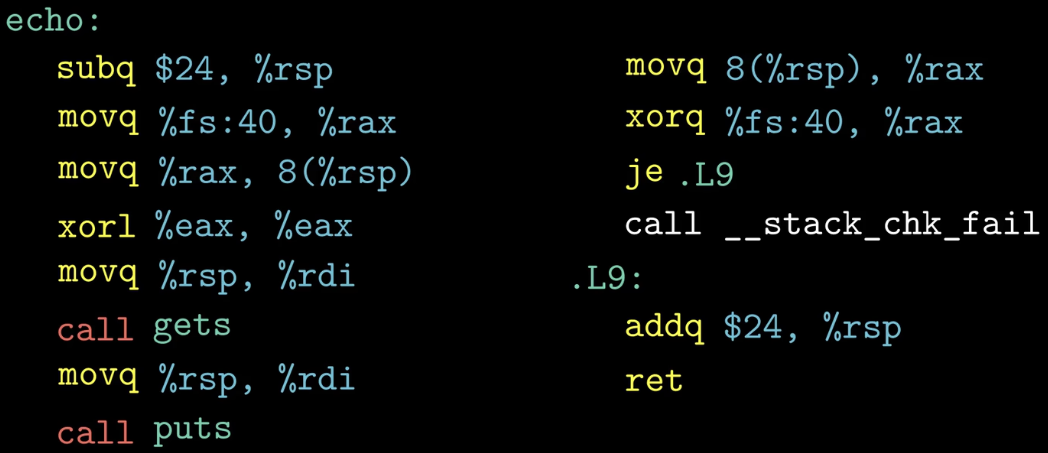 echo:
subq $24, %rsp
movq %fs:40, %rax
movq %rax, 8(%rsp)
xorl %eax, %eax
movq %rsp, %rdi
call gets
movq %rsp, %rdi
call puts
movq 8(%rsp), %rax
xorq %fs:40, %rax
je .L9
call __stack_chk_fail
.L9:
addq $24, %rsp
ret